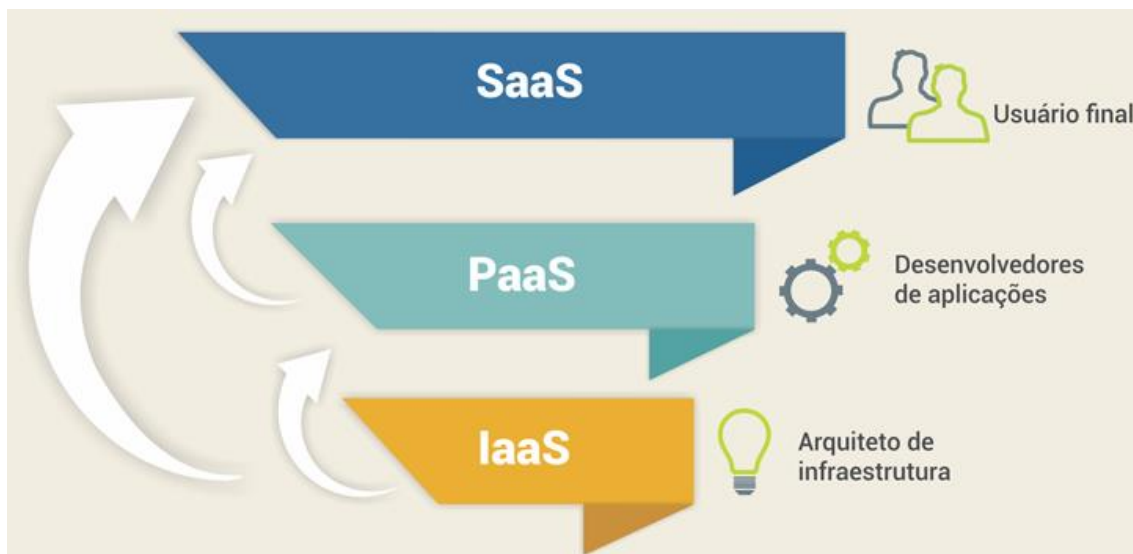 SaaS
Usuário final
PaaS
Desenvolvedores
de aplicações
IaaS
Arquiteto de
infraestrutura